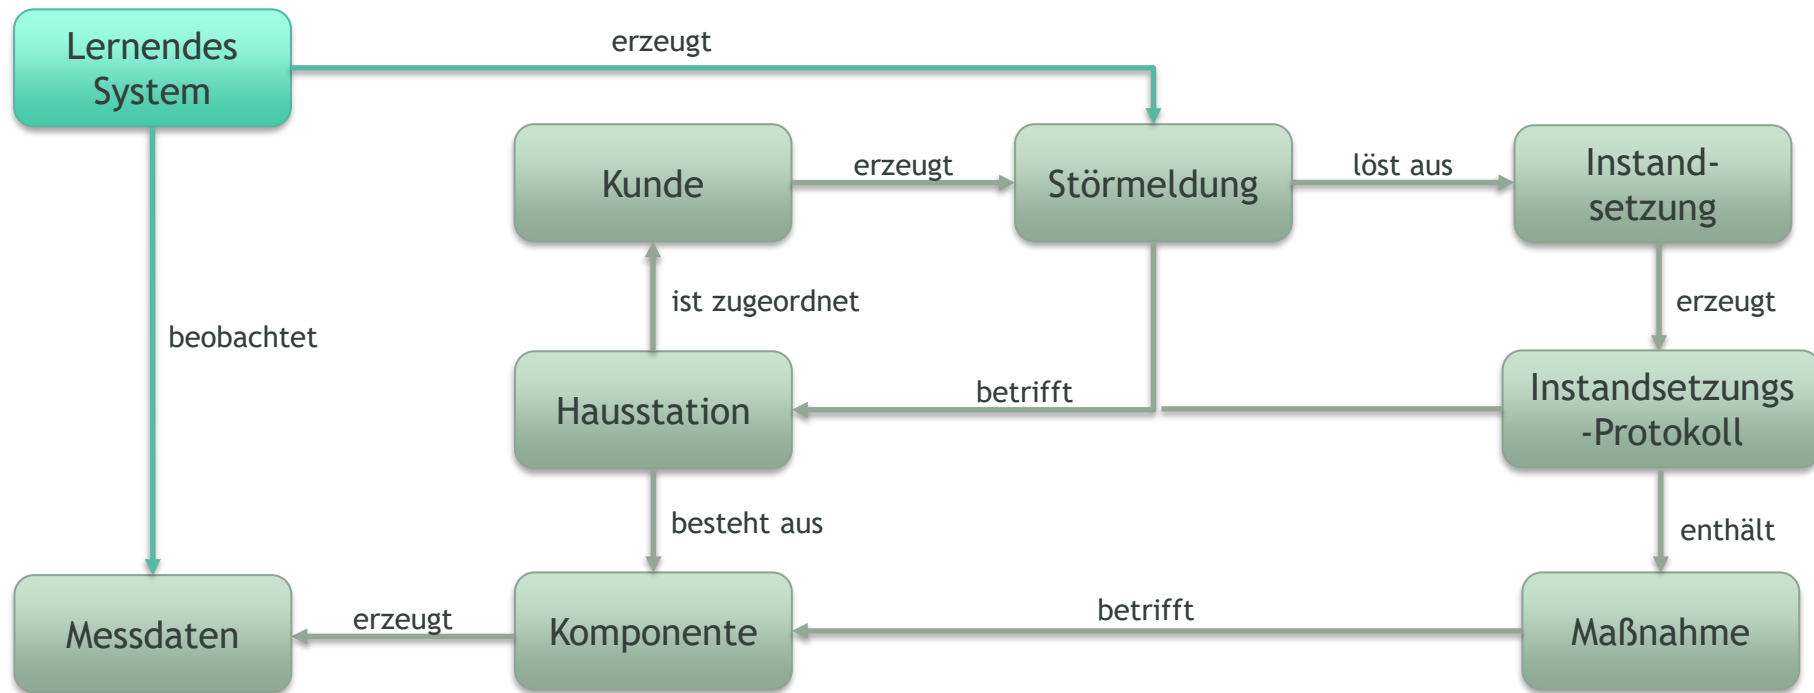 Lernendes
System
erzeugt
Kunde
erzeugt
Störmeldung
löst aus
Instand-
setzung
ist zugeordnet
erzeugt
beobachtet
Hausstation
betrifft
Instandsetzungs
-Protokoll
besteht aus
enthält
Messdaten
erzeugt
Komponente
betrifft
Maßnahme